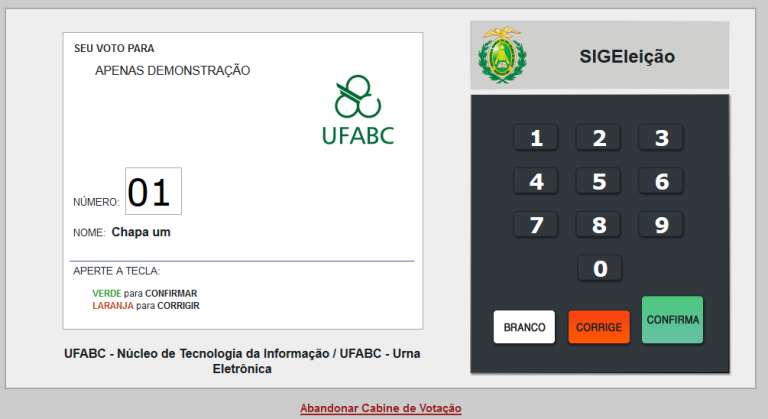 SEU VOTO PARA
APENAS DEMONSTRAÇÃO
UFABC
NÚMERO: 01
NOME: Chapa um
APERTE A TECLA:
VERDE para CONFIRMAR
LARANJA para CORRIGIR
UFABC - Núcleo de Tecnologia da Informação / UFABC - Urna
Eletrônica
SIGEleição
1 2 3
4 5 6
7 8 9
0
BRANCO CORRIGE CONFIRMA
Abandonar Cabine de Votação